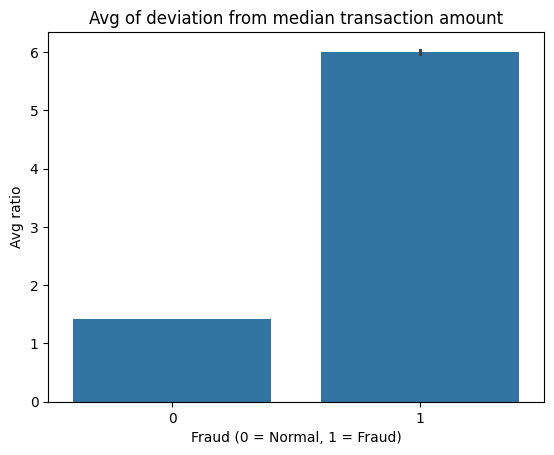 Avg of deviation from median transaction amount
6
5
4
3
2
1
0
Avg ratio
0 1
Fraud (0 = Normal, 1 = Fraud)